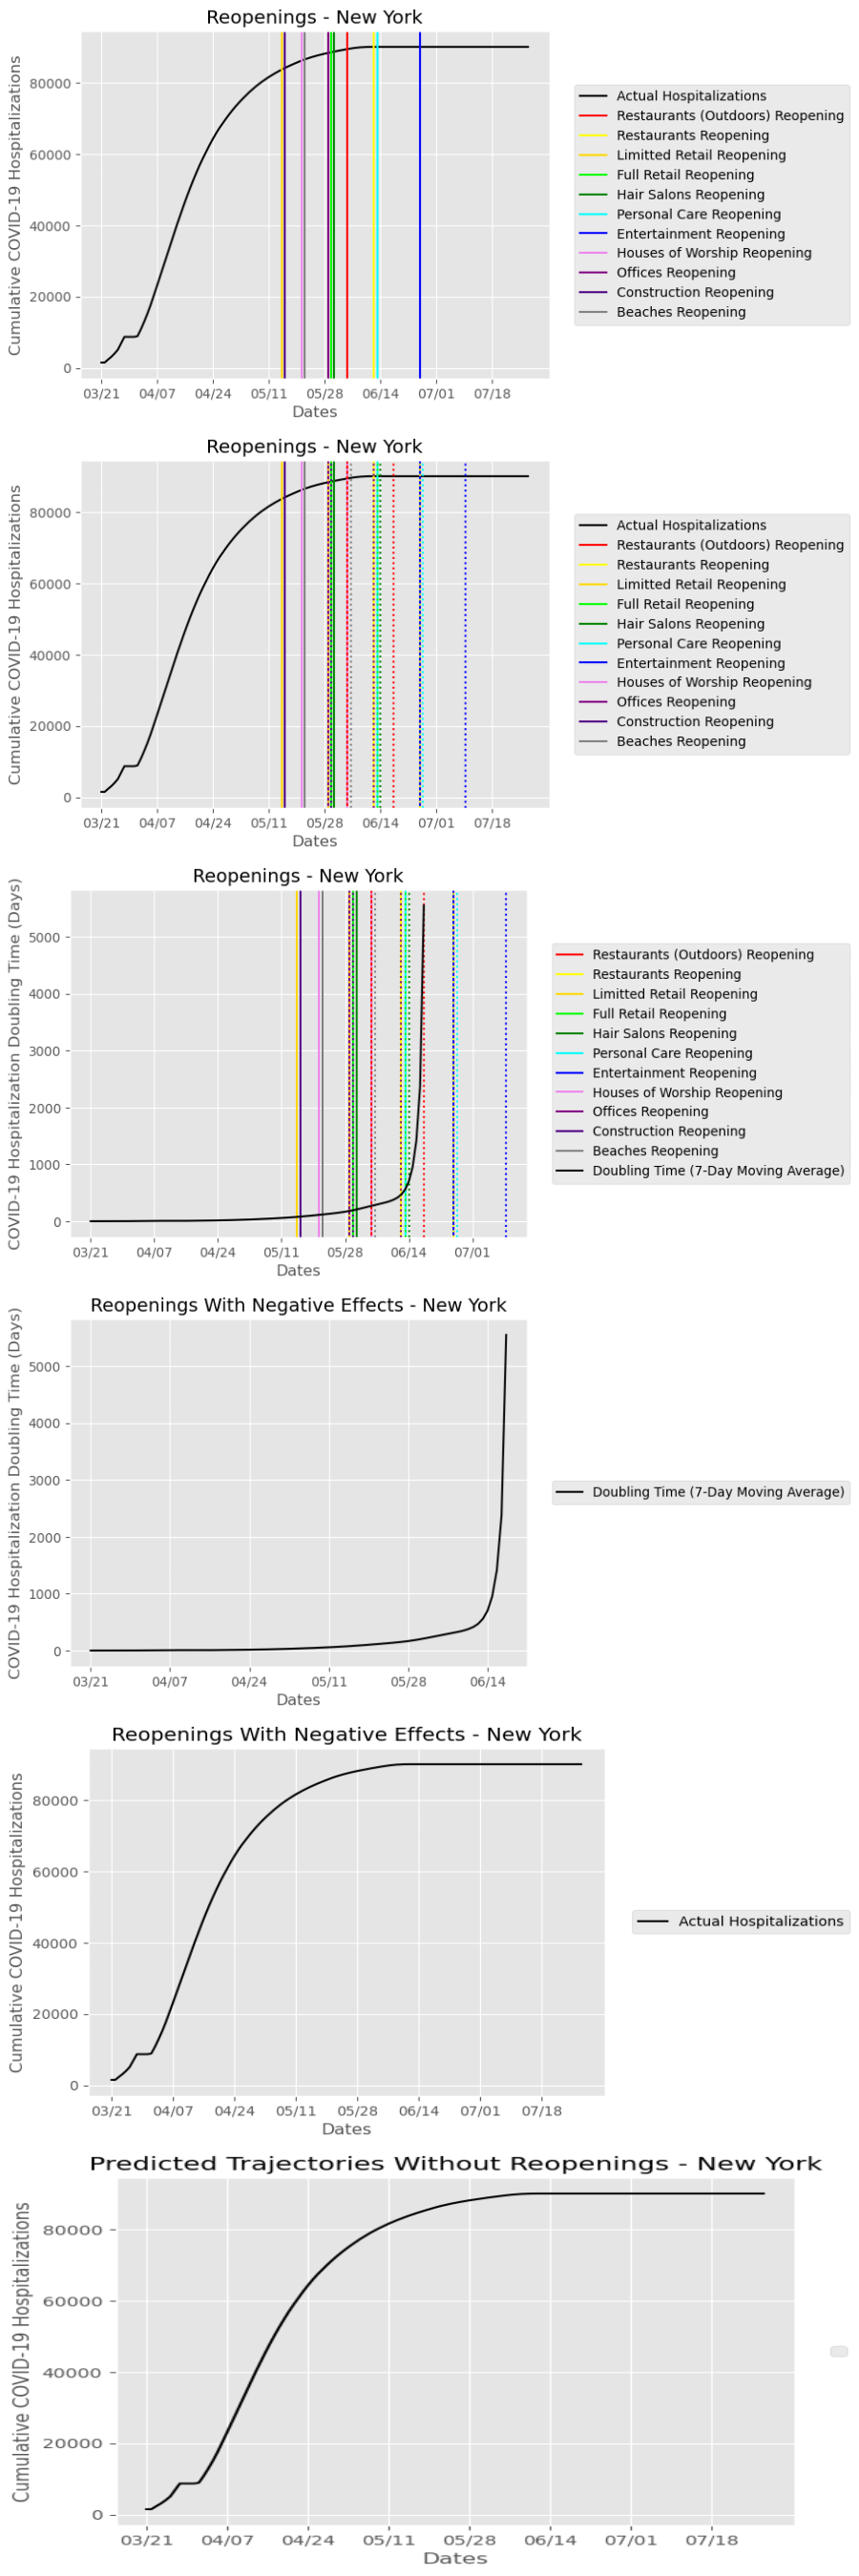 Reopenings - New York
Cumulative COVID-19 Hospitalizations
80000
60000
40000
20000
0
03/21 04/07 04/24 05/11 05/28 06/14 07/01 07/18
Dates
Actual Hospitalizations
Restaurants (Outdoors) Reopening
Restaurants Reopening
Limitted Retail Reopening
Full Retail Reopening
Hair Salons Reopening
Personal Care Reopening
Entertainment Reopening
Houses of Worship Reopening
Offices Reopening
Construction Reopening
Beaches Reopening
Reopenings - New York
Cumulative COVID-19 Hospitalizations
80000
60000
40000
20000
0
03/21 04/07 04/24 05/11 05/28 06/14 07/01 07/18
Dates
Actual Hospitalizations
Restaurants (Outdoors) Reopening
Restaurants Reopening
Limitted Retail Reopening
Full Retail Reopening
Hair Salons Reopening
Personal Care Reopening
Entertainment Reopening
Houses of Worship Reopening
Offices Reopening
Construction Reopening
Beaches Reopening
Reopenings - New York
COVID-19 Hospitalization Doubling Time (Days)
5000
4000
3000
2000
1000
0
03/21 04/07 04/24 05/11 05/28 06/14 07/01
Dates
Restaurants (Outdoors) Reopening
Restaurants Reopening
Limitted Retail Reopening
Full Retail Reopening
Hair Salons Reopening
Personal Care Reopening
Entertainment Reopening
Houses of Worship Reopening
Offices Reopening
Construction Reopening
Beaches Reopening
Doubling Time (7-Day Moving Average)
Reopenings With Negative Effects - New York
COVID-19 Hospitalization Doubling Time (Days)
5000
4000
3000
2000
1000
0
03/21 04/07 04/24 05/11 05/28 06/14
Dates
Doubling Time (7-Day Moving Average)
Reopenings With Negative Effects - New York
Cumulative COVID-19 Hospitalizations
80000
60000
40000
20000
0
03/21 04/07 04/24 05/11 05/28 06/14 07/01 07/18
Dates
Actual Hospitalizations
Predicted Trajectories Without Reopenings - New York
Cumulative COVID-19 Hospitalizations
80000
60000
40000
20000
0
03/21 04/07 04/24 05/11 05/28 06/14 07/01 07/18
Dates